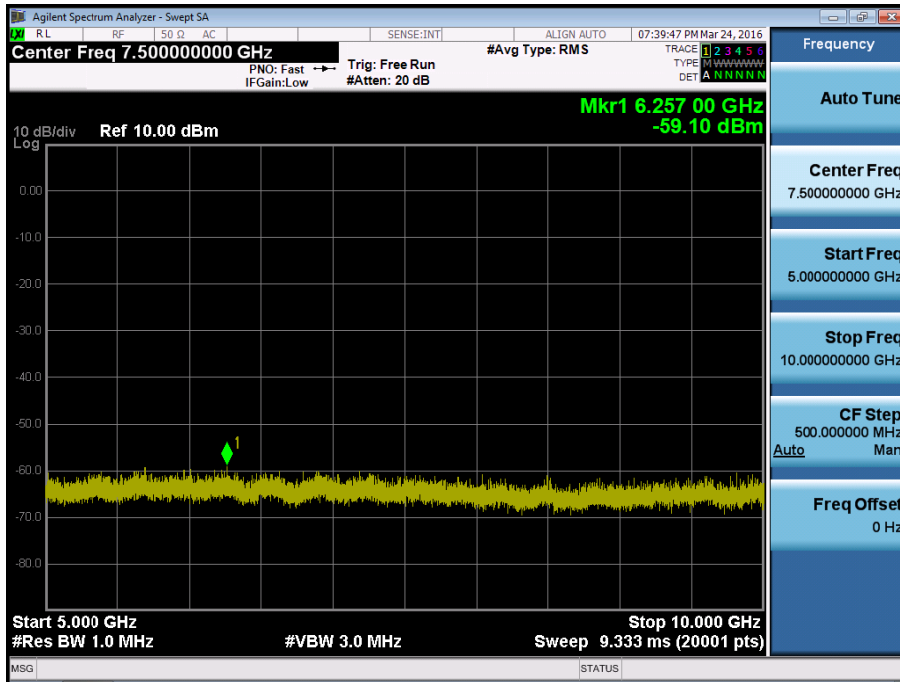 Agilent Spectrum Analyzer - Swept SA
LXI RL RF 50 Ω AC SENSE:INT ALIGN AUTO 07:39:47 PM Mar 24, 2016
Center Freq 7.500000000 GHz
PNO: Fast
IFGain:Low
Trig: Free Run
#Atten: 20 dB
#Avg Type: RMS
TRACE 1 2 3 4 5 6
TYPE M WWWWW
DET A N N N N N
Frequency
Mkr1 6.257 00 GHz
-59.10 dBm
10 dB/div Ref 10.00 dBm
Log
0.00
-10.0
-20.0
-30.0
-40.0
-50.0
-60.0
-70.0
-80.0
1
Start 5.000 GHz Stop 10.000 GHz
#Res BW 1.0 MHz #VBW 3.0 MHz Sweep 9.333 ms (20001 pts)
MSG STATUS
Auto Tune
Center Freq
7.500000000 GHz
Start Freq
5.000000000 GHz
Stop Freq
10.000000000 GHz
CF Step
500.000000 MHz
Auto Man
Freq Offset
0 Hz